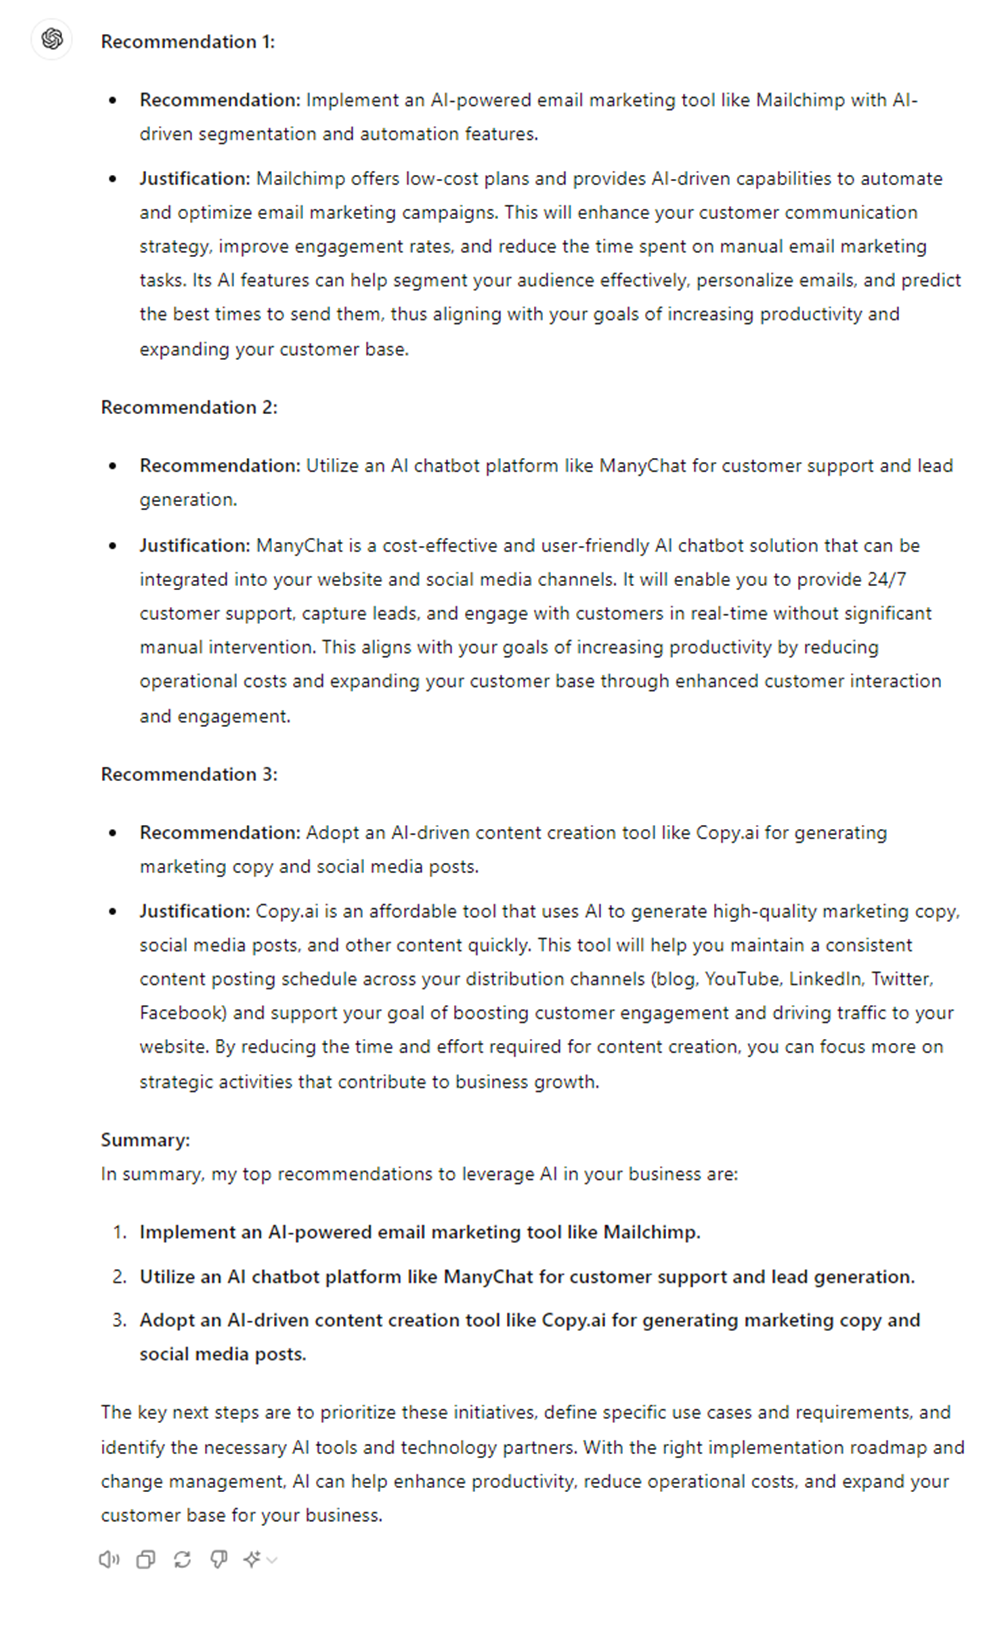 Recommendation 1:
Recommendation: Implement an AI-powered email marketing tool like Mailchimp with AI-
driven segmentation and automation features.
Justification: Mailchimp offers low-cost plans and provides AI-driven capabilities to automate
and optimize email marketing campaigns. This will enhance your customer communication
strategy, improve engagement rates, and reduce the time spent on manual email marketing
tasks. Its AI features can help segment your audience effectively, personalize emails, and predict
the best times to send them, thus aligning with your goals of increasing productivity and
expanding your customer base.
Recommendation 2:
Recommendation: Utilize an AI chatbot platform like ManyChat for customer support and lead
generation.
Justification: ManyChat is a cost-effective and user-friendly AI chatbot solution that can be
integrated into your website and social media channels. It will enable you to provide 24/7
customer support, capture leads, and engage with customers in real-time without significant
manual intervention. This aligns with your goals of increasing productivity by reducing
operational costs and expanding your customer base through enhanced customer interaction
and engagement.
Recommendation 3:
Recommendation: Adopt an AI-driven content creation tool like Copy.ai for generating
marketing copy and social media posts.
Justification: Copy.ai is an affordable tool that uses AI to generate high-quality marketing copy,
social media posts, and other content quickly. This tool will help you maintain a consistent
content posting schedule across your distribution channels (blog, YouTube, LinkedIn, Twitter,
Facebook) and support your goal of boosting customer engagement and driving traffic to your
website. By reducing the time and effort required for content creation, you can focus more on
strategic activities that contribute to business growth.
Summary:
In summary, my top recommendations to leverage AI in your business are:
1. Implement an AI-powered email marketing tool like Mailchimp.
2. Utilize an AI chatbot platform like ManyChat for customer support and lead generation.
3. Adopt an AI-driven content creation tool like Copy.ai for generating marketing copy and
social media posts.
The key next steps are to prioritize these initiatives, define specific use cases and requirements, and
identify the necessary AI tools and technology partners. With the right implementation roadmap and
change management, AI can help enhance productivity, reduce operational costs, and expand your
customer base for your business.